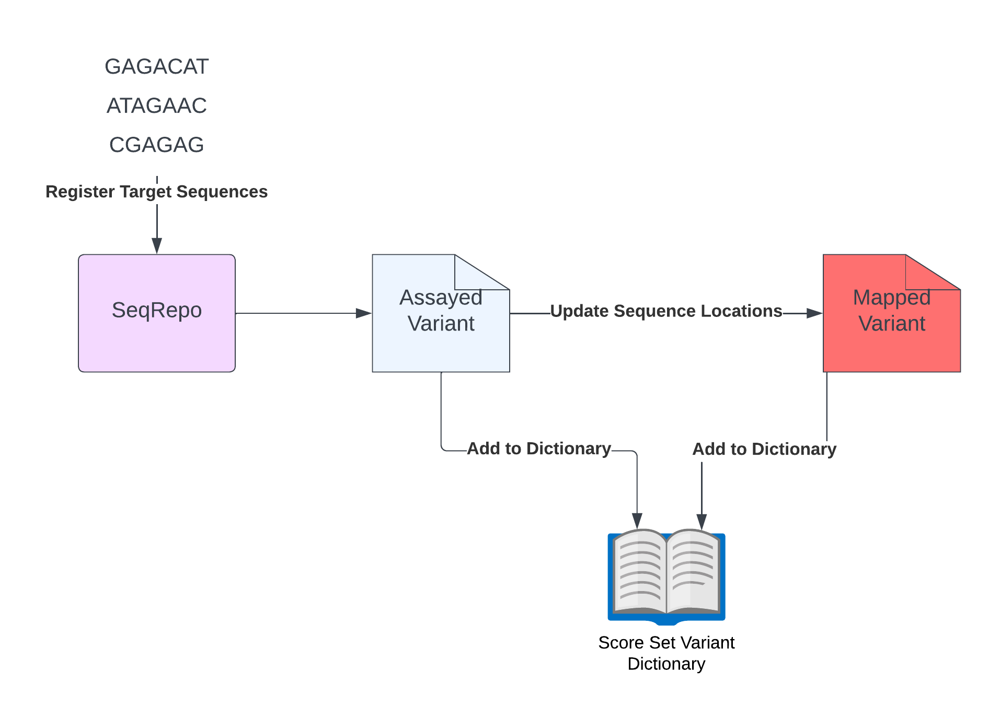 GAGACAT
ATAGAAC
CGAGAG
Register Target Sequences
SeqRepo
Assayed
Variant
Update Sequence Locations
Mapped
Variant
Add to Dictionary
Add to Dictionary
Score Set Variant
Dictionary